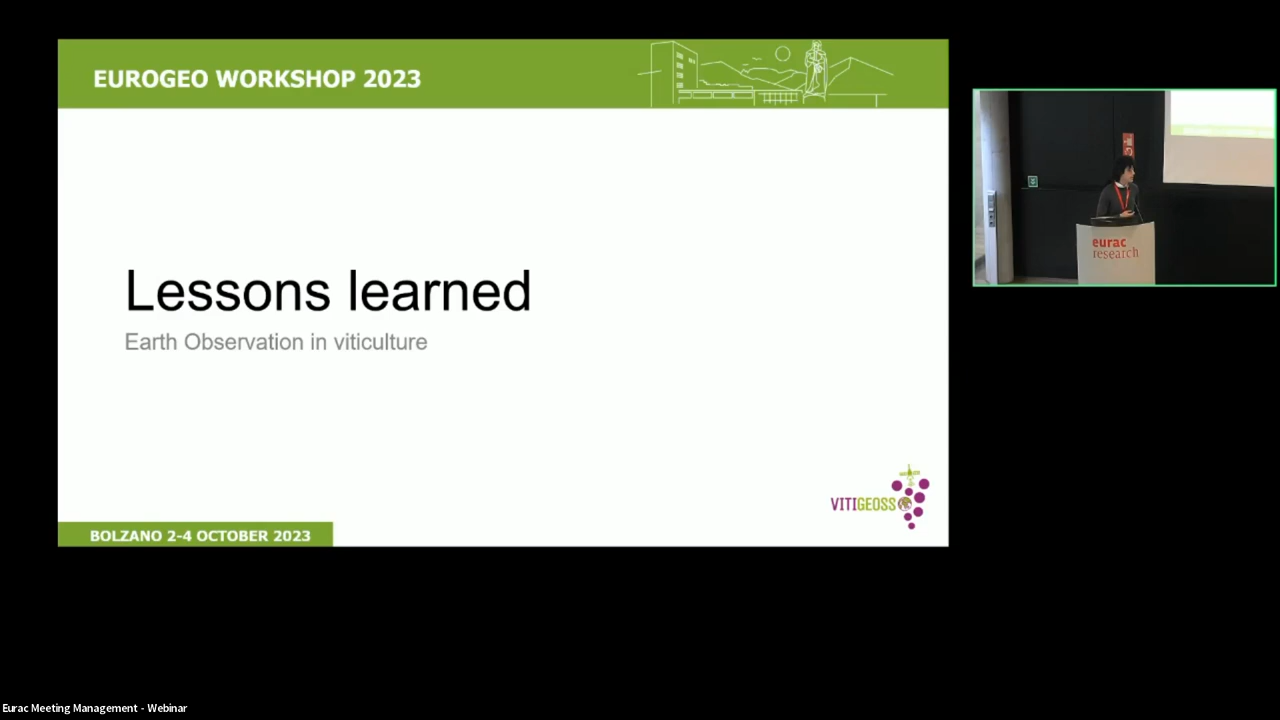 EUROGEO WORKSHOP 2023
Lessons learned
Earth Observation in viticulture
VITIGEOSS
BOLZANO 2-4 OCTOBER 2023
eurac
research
Eurac Meeting Management - Webinar